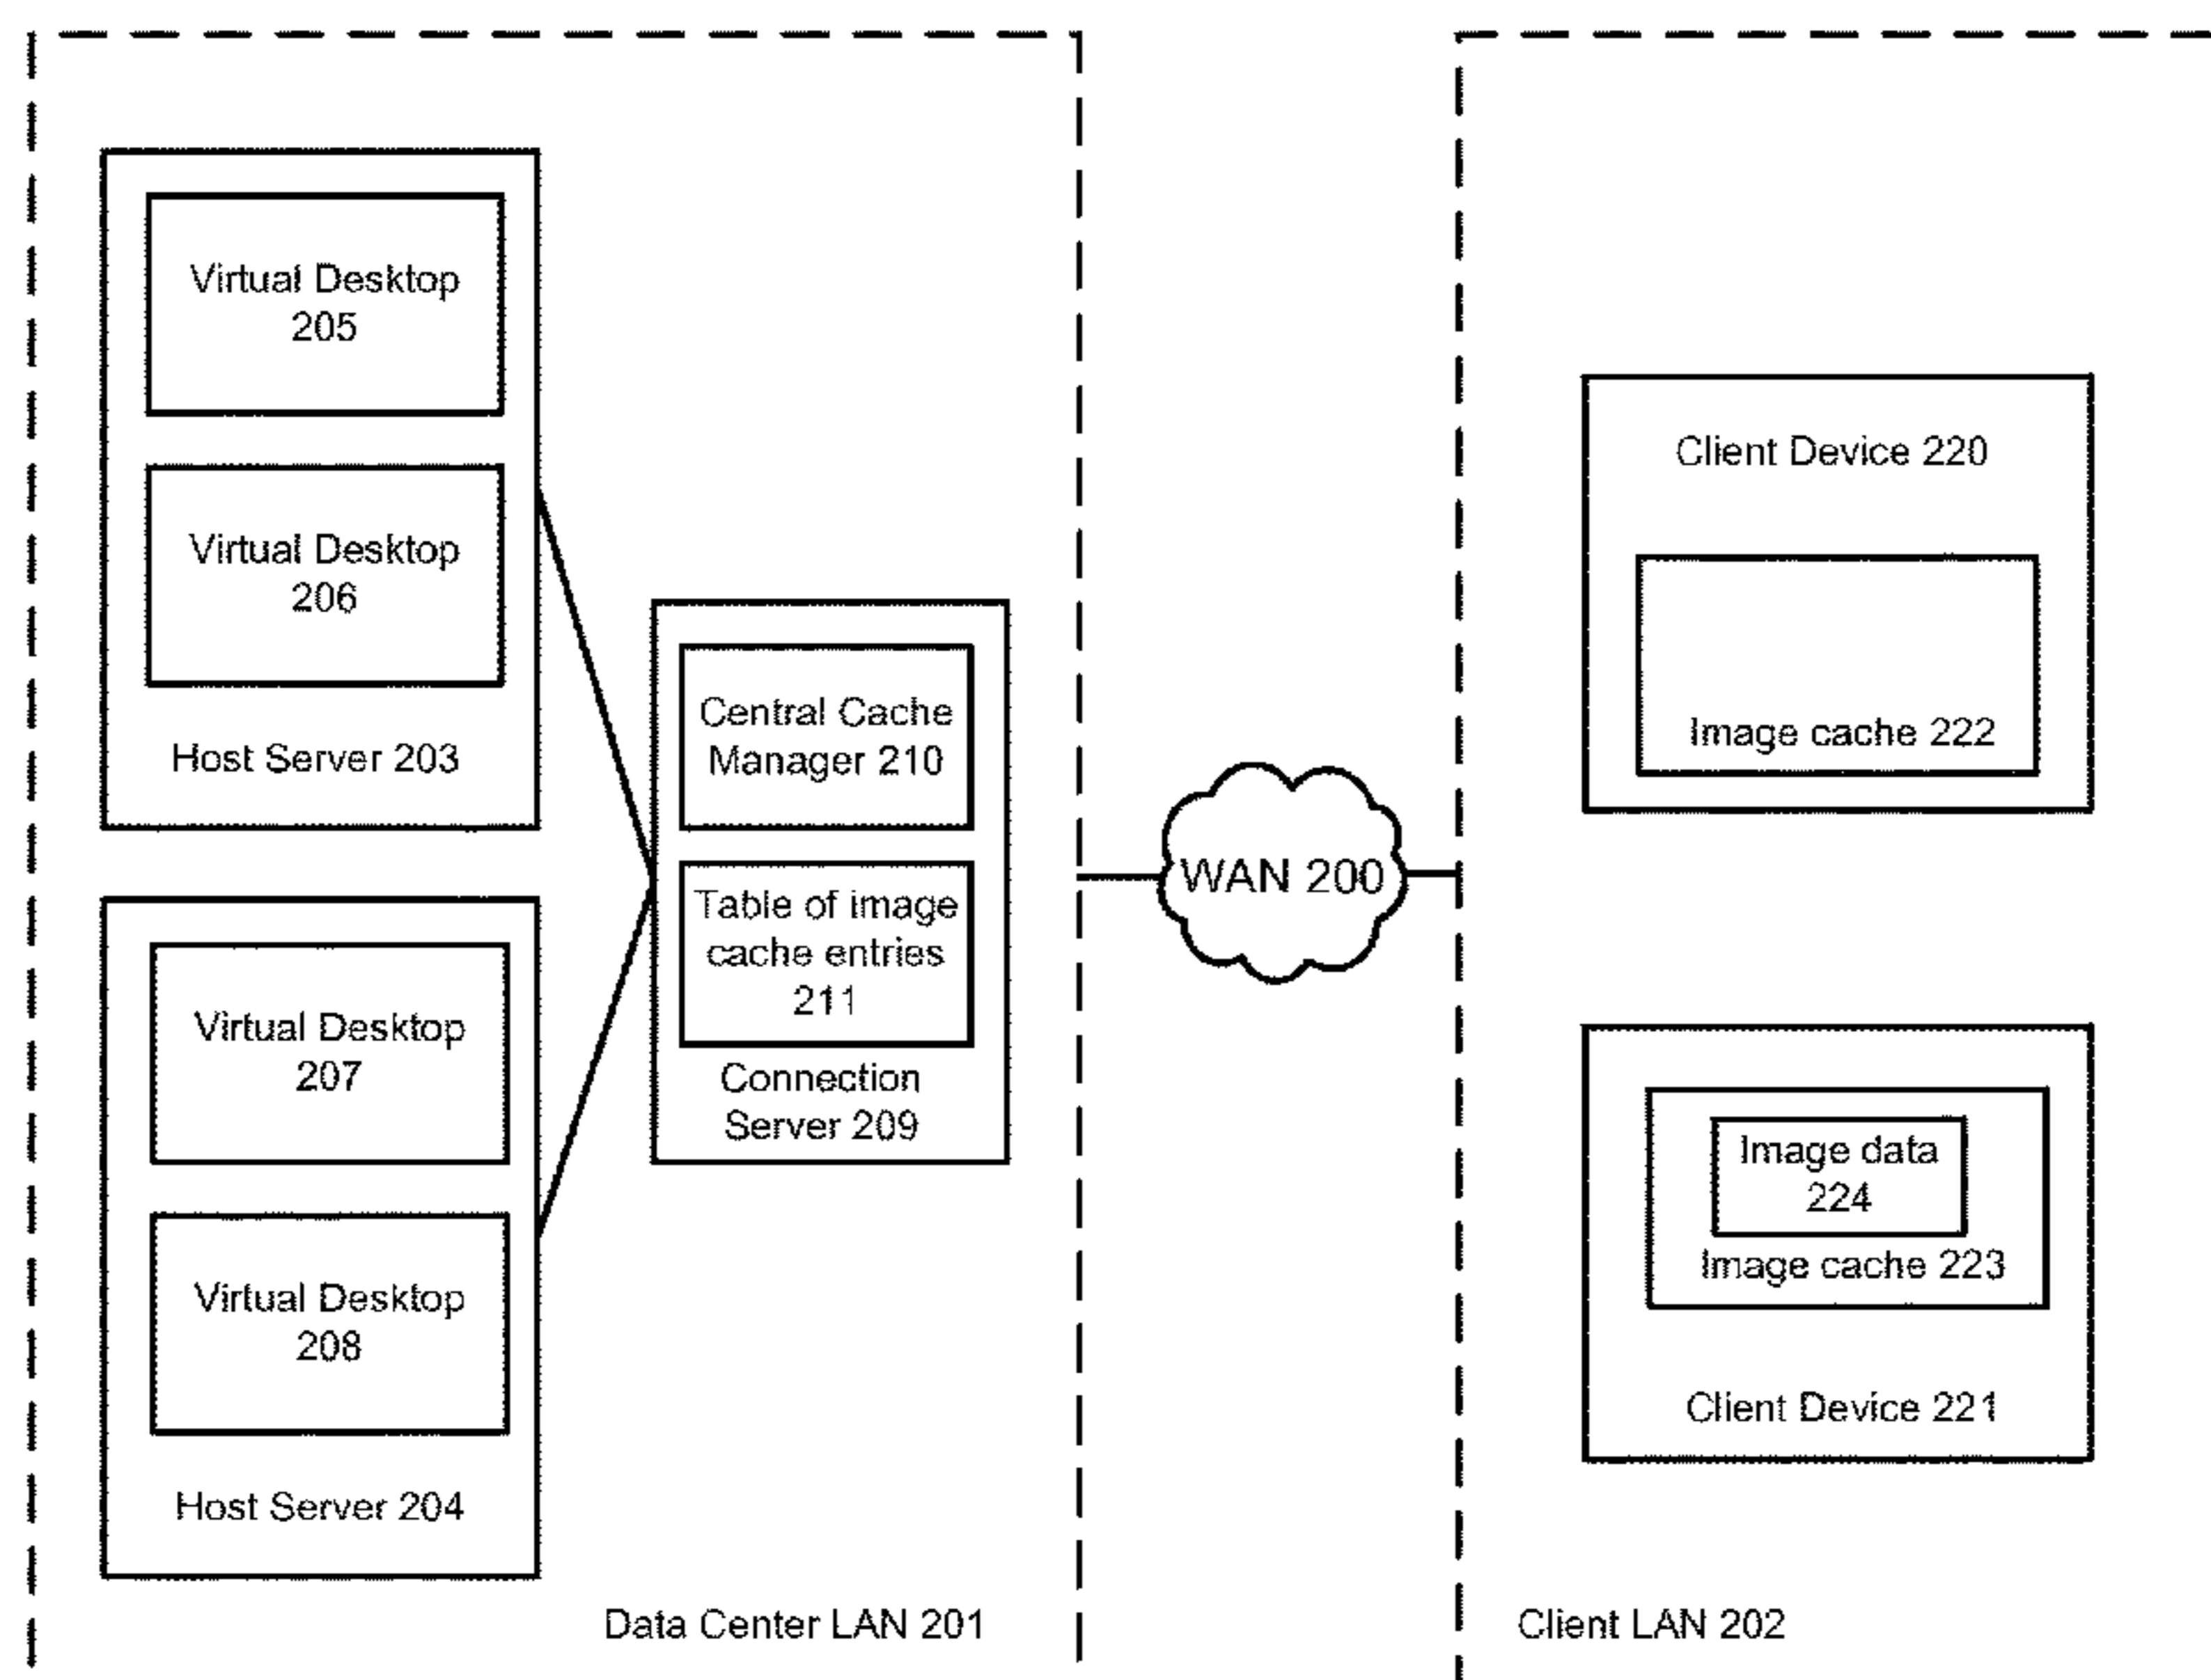 Virtual Desktop
205
Virtual Desktop
206
Host Server 203
Virtual Desktop
207
Virtual Desktop
208
Host Server 204
Central Cache
Manager 210
Table of image
cache entries
211
Connection
Server 209
Data Center LAN 201
WAN 200
Client Device 220
Image cache 222
Image data
224
Image cache 223
Client Device 221
Client LAN 202